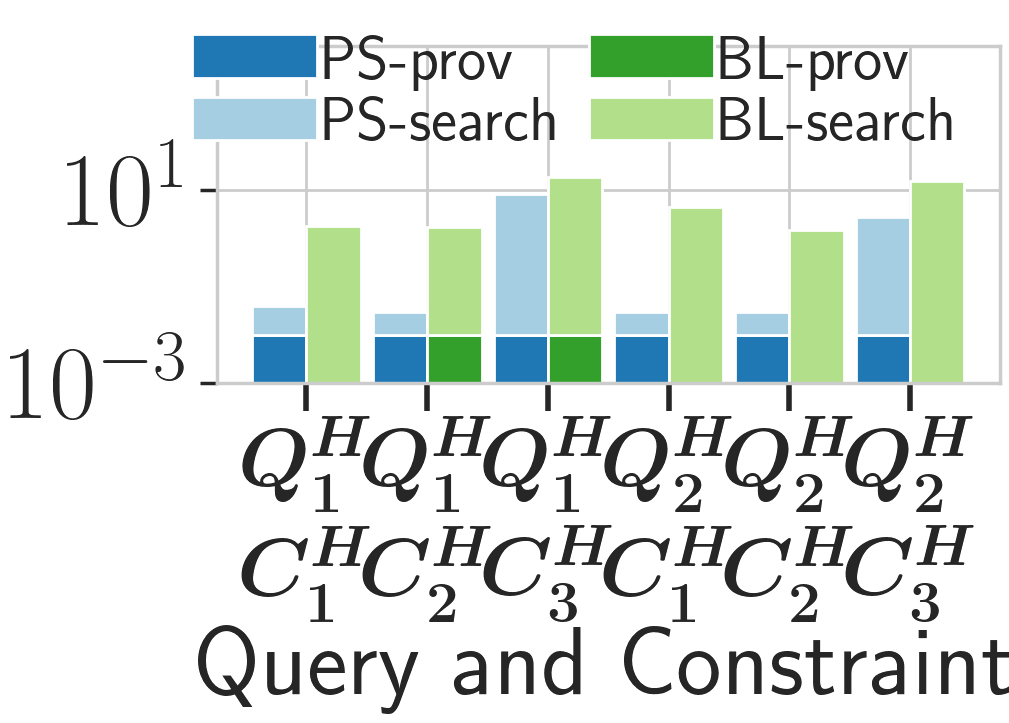 PS-prov BL-prov
PS-search BL-search
10^1
10^{-3}
Q_1^H Q_1^H Q_1^H Q_2^H Q_2^H Q_2^H
C_1^H C_2^H C_3^H C_1^H C_2^H C_3^H
Query and Constraint